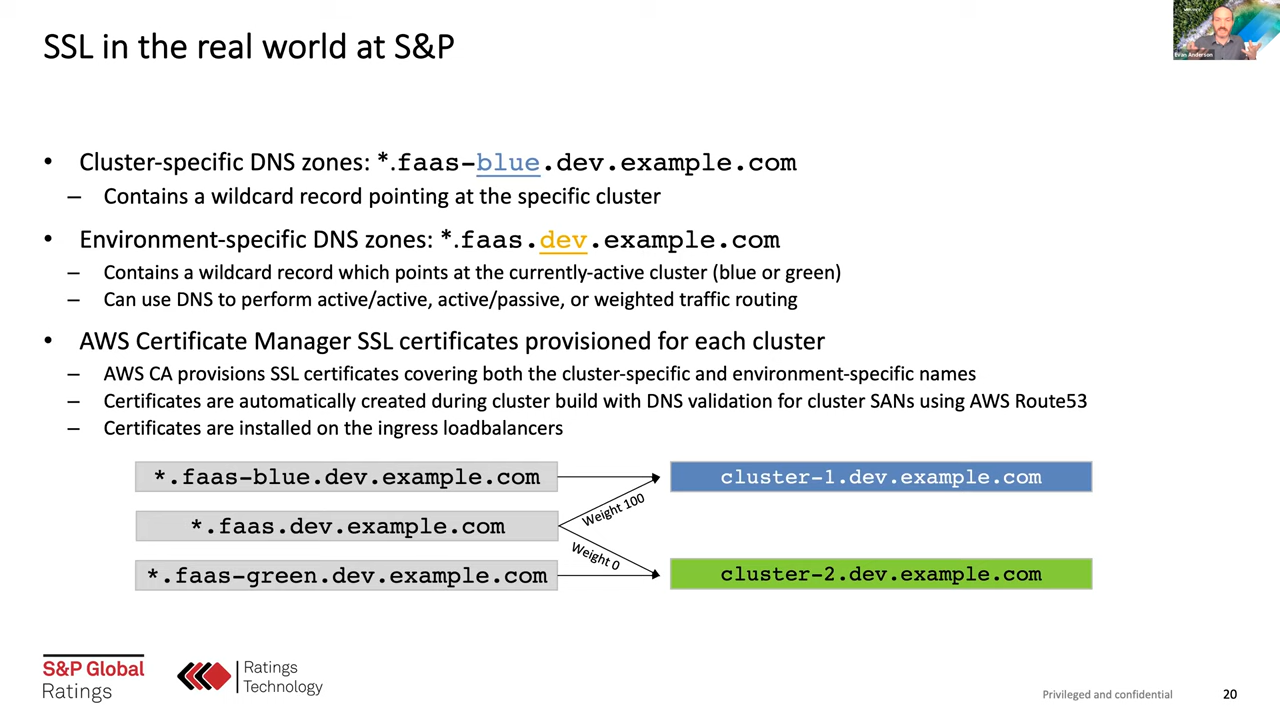 SSL in the real world at S&P
Evan Anderson
• Cluster-specific DNS zones: *.faas-blue.dev.example.com
– Contains a wildcard record pointing at the specific cluster
• Environment-specific DNS zones: *.faas.dev.example.com
– Contains a wildcard record which points at the currently-active cluster (blue or green)
– Can use DNS to perform active/active, active/passive, or weighted traffic routing
• AWS Certificate Manager SSL certificates provisioned for each cluster
– AWS CA provisions SSL certificates covering both the cluster-specific and environment-specific names
– Certificates are automatically created during cluster build with DNS validation for cluster SANs using AWS Route53
– Certificates are installed on the ingress loadbalancers
*.faas-blue.dev.example.com
cluster-1.dev.example.com
Weight 100
*.faas.dev.example.com
Weight 0
*.faas-green.dev.example.com
cluster-2.dev.example.com
S&P Global
Ratings
Ratings
Technology
Privileged and confidential
20